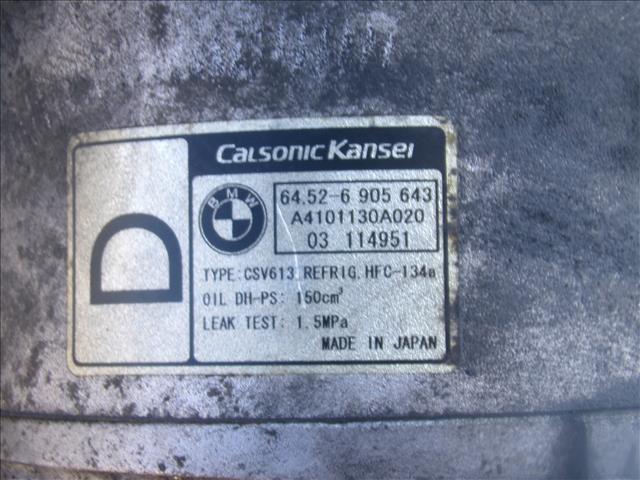 Calsonic Kansei
D
BMW
64.52-6 905 643
A4101130A020
03 114951
TYPE:CSV613 REFRIG.HFC-134a
OIL DH-PS: 150cm³
LEAK TEST: 1.5MPa
MADE IN JAPAN